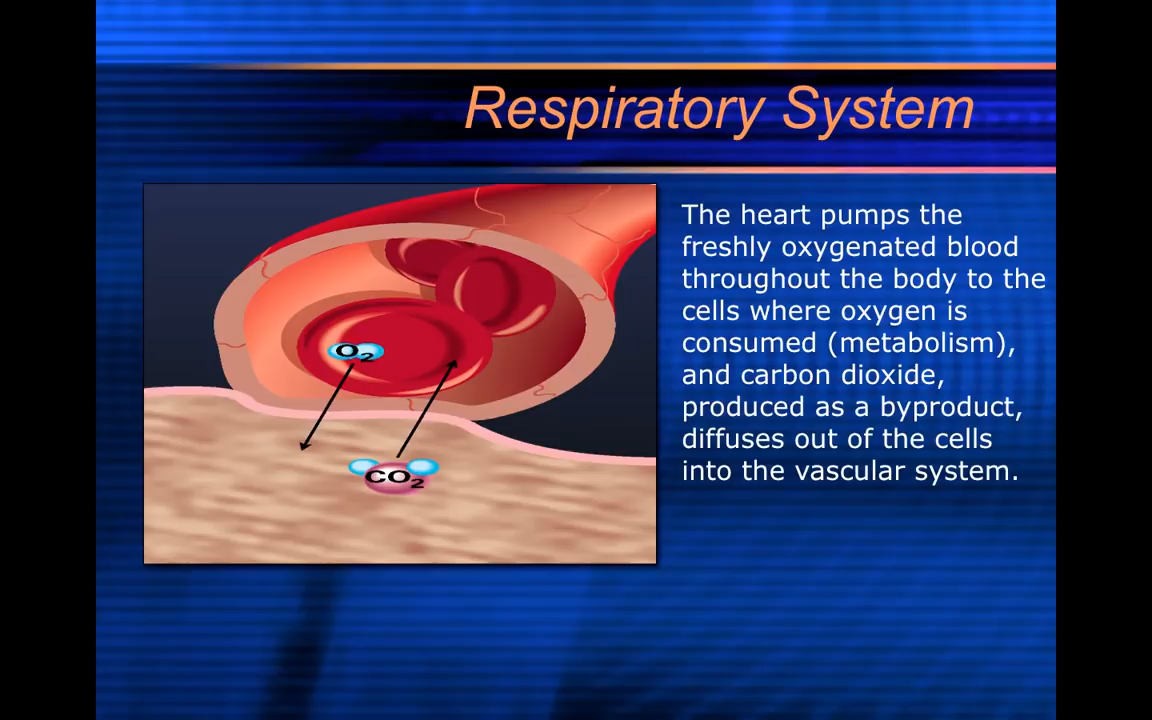 Respiratory System
The heart pumps the
freshly oxygenated blood
throughout the body to the
cells where oxygen is
consumed (metabolism),
and carbon dioxide,
produced as a byproduct,
diffuses out of the cells
into the vascular system.
O2
CO2